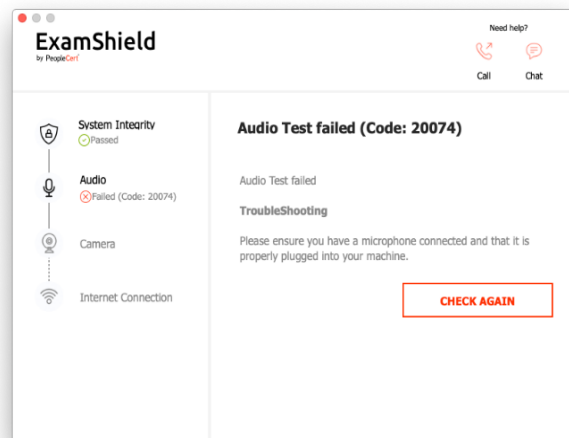 ExamShield
by PeopleCert
Need help?
Call
Chat
System Integrity
Passed
Audio
Failed (Code: 20074)
Camera
Internet Connection
Audio Test failed (Code: 20074)
Audio Test failed
TroubleShooting
Please ensure you have a microphone connected and that it is
properly plugged into your machine.
CHECK AGAIN